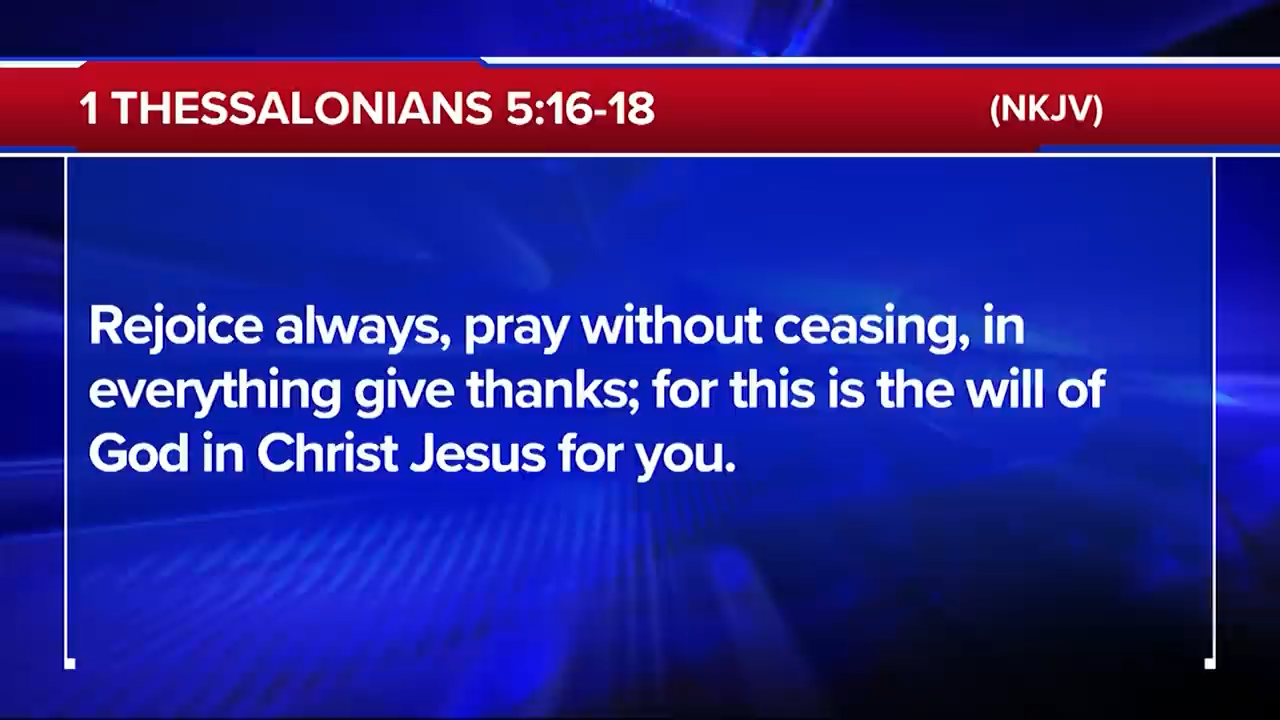 1 THESSALONIANS 5:16-18 (NKJV)
Rejoice always, pray without ceasing, in
everything give thanks; for this is the will of
God in Christ Jesus for you.